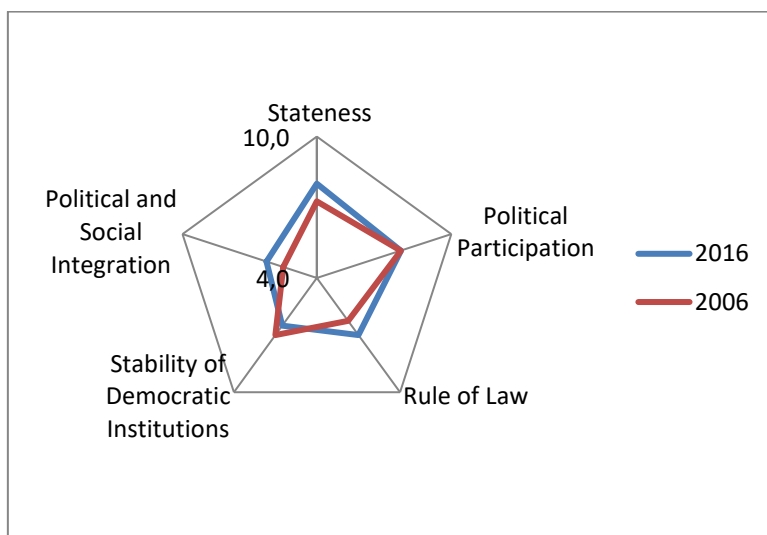 Stateness
10,0
Political
Participation
2016
2006
Rule of Law
Stability of
Democratic
Institutions
Political and
Social
Integration
4,0